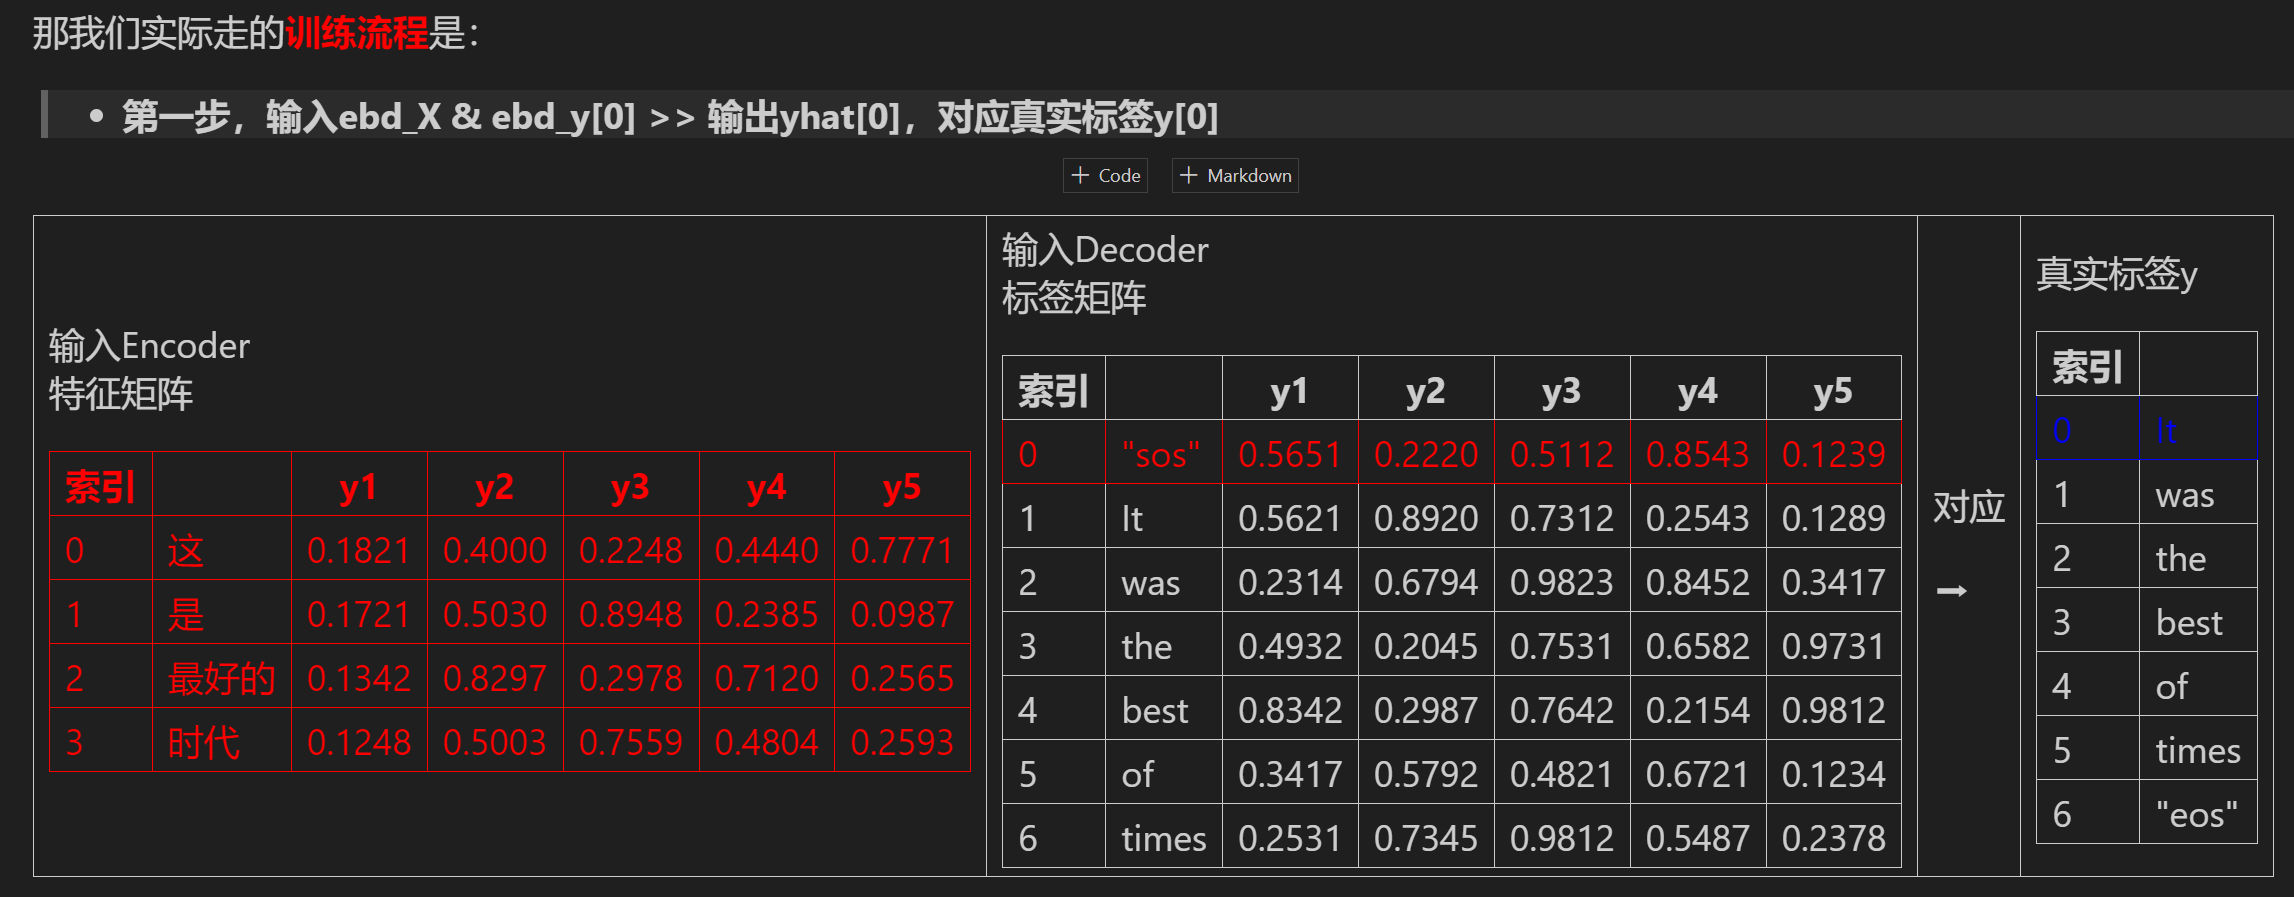 那我们实际走的训练流程是：
• 第一步，输入ebd_X & ebd_y[0] >> 输出yhat[0]，对应真实标签y[0]
+ Code + Markdown
输入Encoder
特征矩阵
索引 y1 y2 y3 y4 y5
0 这 0.1821 0.4000 0.2248 0.4440 0.7771
1 是 0.1721 0.5030 0.8948 0.2385 0.0987
2 最好的 0.1342 0.8297 0.2978 0.7120 0.2565
3 时代 0.1248 0.5003 0.7559 0.4804 0.2593
输入Decoder
标签矩阵
索引 y1 y2 y3 y4 y5
0 "sos" 0.5651 0.2220 0.5112 0.8543 0.1239
1 It 0.5621 0.8920 0.7312 0.2543 0.1289
2 was 0.2314 0.6794 0.9823 0.8452 0.3417
3 the 0.4932 0.2045 0.7531 0.6582 0.9731
4 best 0.8342 0.2987 0.7642 0.2154 0.9812
5 of 0.3417 0.5792 0.4821 0.6721 0.1234
6 times 0.2531 0.7345 0.9812 0.5487 0.2378
对应
→
真实标签y
索引
0 It
1 was
2 the
3 best
4 of
5 times
6 "eos"